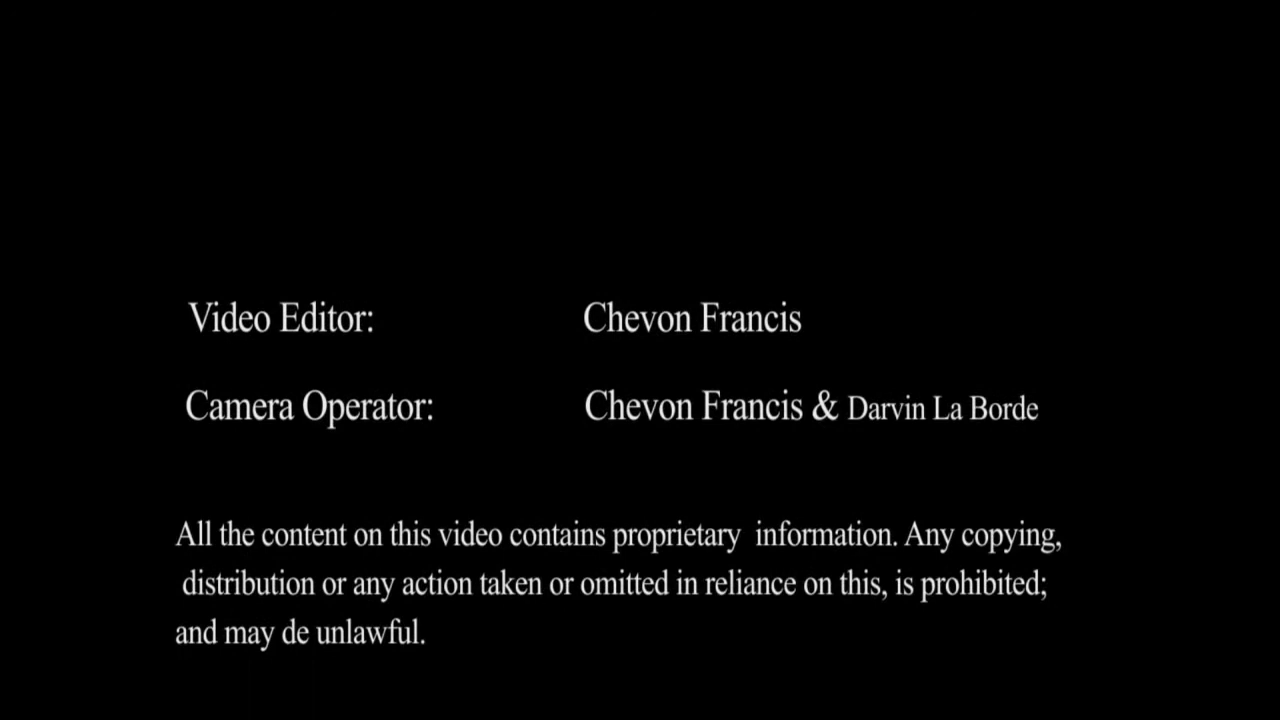 Video Editor: Chevon Francis
Camera Operator: Chevon Francis & Darvin La Borde
All the content on this video contains proprietary information. Any copying,
distribution or any action taken or omitted in reliance on this, is prohibited;
and may de unlawful.